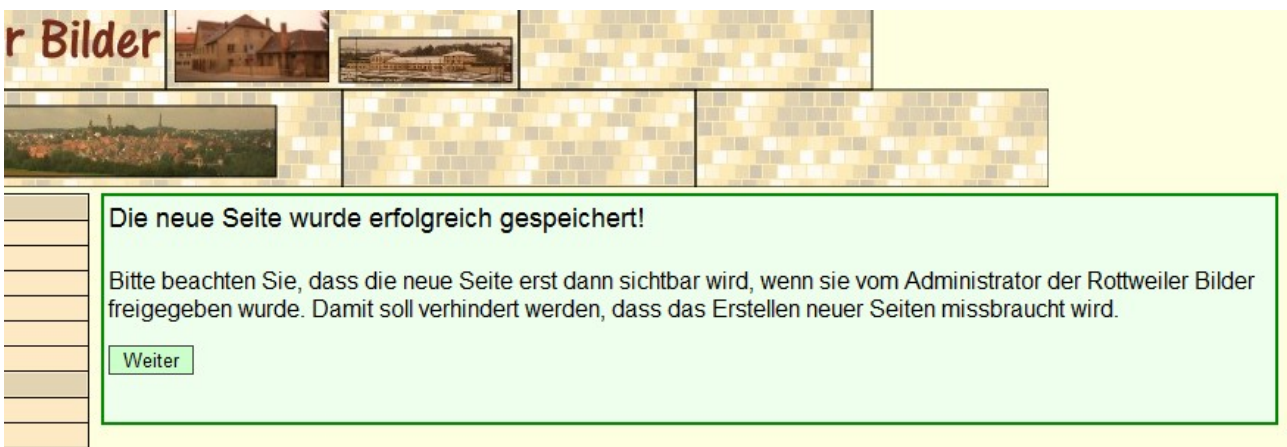 r Bilder
Die neue Seite wurde erfolgreich gespeichert!
Bitte beachten Sie, dass die neue Seite erst dann sichtbar wird, wenn sie vom Administrator der Rottweiler Bilder
freigegeben wurde. Damit soll verhindert werden, dass das Erstellen neuer Seiten missbraucht wird.
Weiter